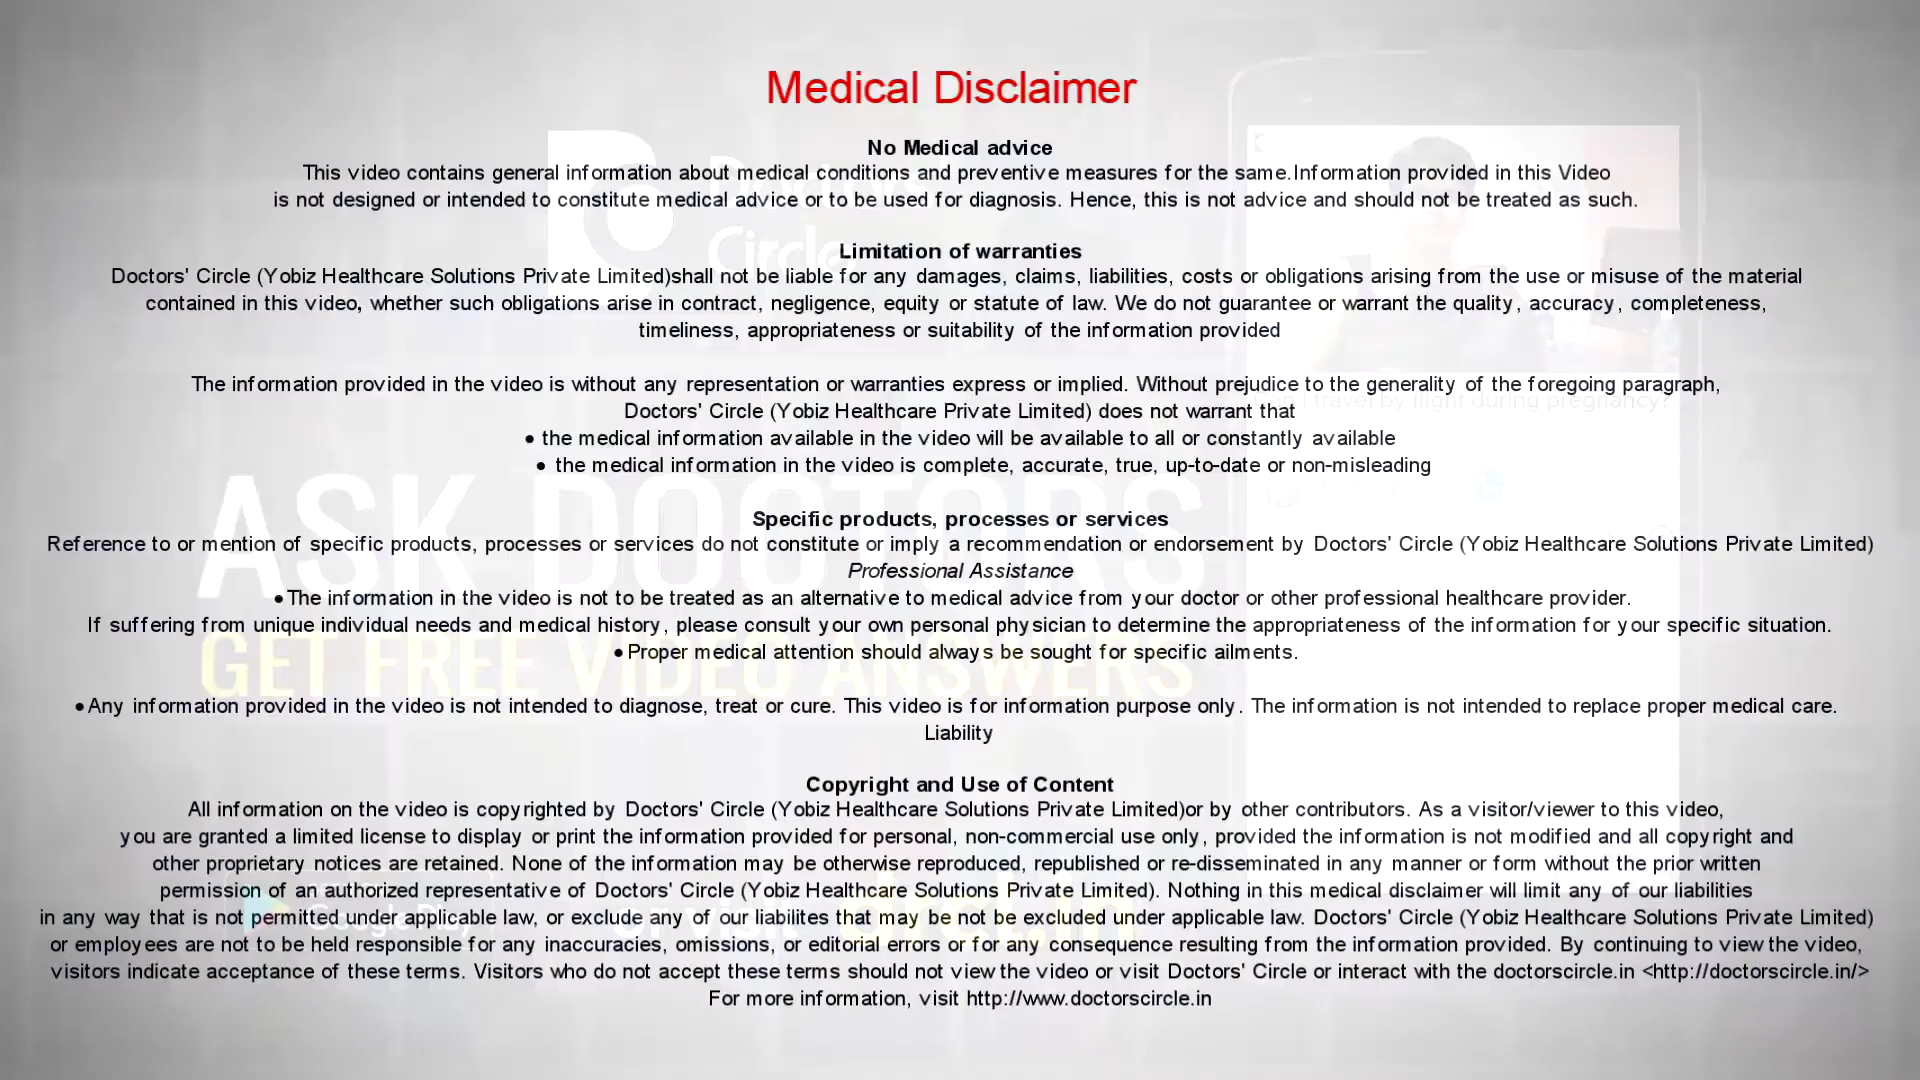 Medical Disclaimer
No Medical advice
This video contains general information about medical conditions and preventive measures for the same.Information provided in this Video
is not designed or intended to constitute medical advice or to be used for diagnosis. Hence, this is not advice and should not be treated as such.
Limitation of warranties
Doctors' Circle (Yobiz Healthcare Solutions Private Limited)shall not be liable for any damages, claims, liabilities, costs or obligations arising from the use or misuse of the material
contained in this video, whether such obligations arise in contract, negligence, equity or statute of law. We do not guarantee or warrant the quality, accuracy, completeness,
timeliness, appropriateness or suitability of the information provided
The information provided in the video is without any representation or warranties express or implied. Without prejudice to the generality of the foregoing paragraph,
Doctors' Circle (Yobiz Healthcare Private Limited) does not warrant that
• the medical information available in the video will be available to all or constantly available
• the medical information in the video is complete, accurate, true, up-to-date or non-misleading
Specific products, processes or services
Reference to or mention of specific products, processes or services do not constitute or imply a recommendation or endorsement by Doctors' Circle (Yobiz Healthcare Solutions Private Limited)
Professional Assistance
•The information in the video is not to be treated as an alternative to medical advice from your doctor or other professional healthcare provider.
If suffering from unique individual needs and medical history, please consult your own personal physician to determine the appropriateness of the information for your specific situation.
•Proper medical attention should always be sought for specific ailments.
•Any information provided in the video is not intended to diagnose, treat or cure. This video is for information purpose only. The information is not intended to replace proper medical care.
Liability
Copyright and Use of Content
All information on the video is copyrighted by Doctors' Circle (Yobiz Healthcare Solutions Private Limited)or by other contributors. As a visitor/viewer to this video,
you are granted a limited license to display or print the information provided for personal, non-commercial use only, provided the information is not modified and all copyright and
other proprietary notices are retained. None of the information may be otherwise reproduced, republished or re-disseminated in any manner or form without the prior written
permission of an authorized representative of Doctors' Circle (Yobiz Healthcare Solutions Private Limited). Nothing in this medical disclaimer will limit any of our liabilities
in any way that is not permitted under applicable law, or exclude any of our liabilites that may be not be excluded under applicable law. Doctors' Circle (Yobiz Healthcare Solutions Private Limited)
or employees are not to be held responsible for any inaccuracies, omissions, or editorial errors or for any consequence resulting from the information provided. By continuing to view the video,
visitors indicate acceptance of these terms. Visitors who do not accept these terms should not view the video or visit Doctors' Circle or interact with the doctorscircle.in <http://doctorscircle.in/>
For more information, visit http://www.doctorscircle.in
Doctors'
Circle
I travel by flight during pregnancy?
ASK DOCTORS
GET FREE VIDEO ANSWERS
Google Play
or visit drcl.in